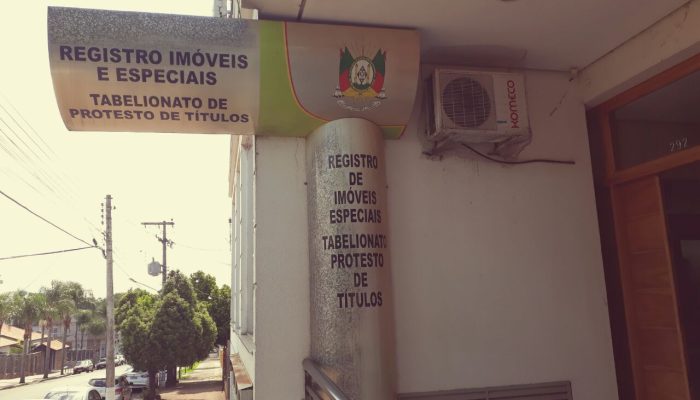 REGISTRO IMÓVEIS
E ESPECIAIS
TABELIONATO DE
PROTESTO DE TÍTULOS
REGISTRO
DE
IMÓVEIS
ESPECIAIS
TABELIONATO
PROTESTO
DE
TÍTULOS
KOMECO
292